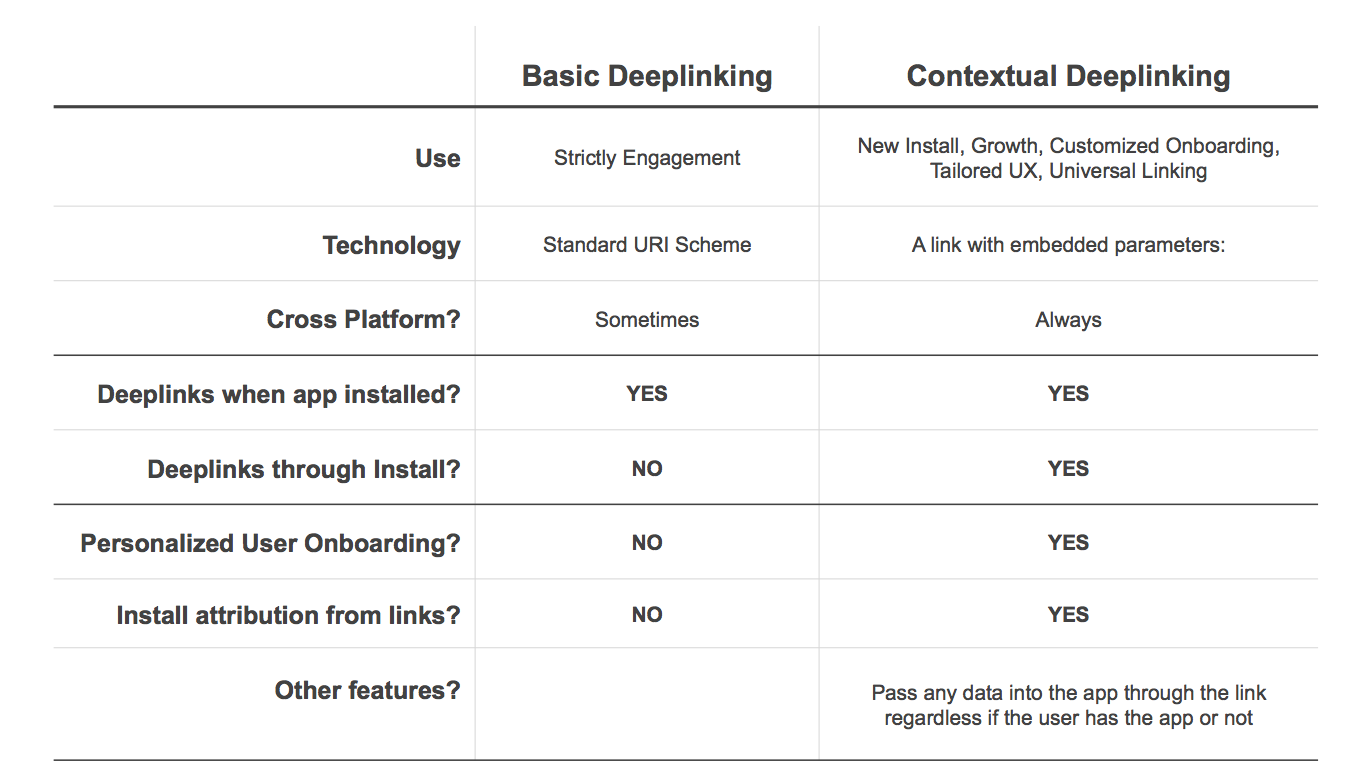 Basic Deeplinking Contextual Deeplinking
Use Strictly Engagement New Install, Growth, Customized Onboarding,
Tailored UX, Universal Linking
Technology Standard URI Scheme A link with embedded parameters:
Cross Platform? Sometimes Always
Deeplinks when app installed? YES YES
Deeplinks through Install? NO YES
Personalized User Onboarding? NO YES
Install attribution from links? NO YES
Other features? Pass any data into the app through the link
regardless if the user has the app or not